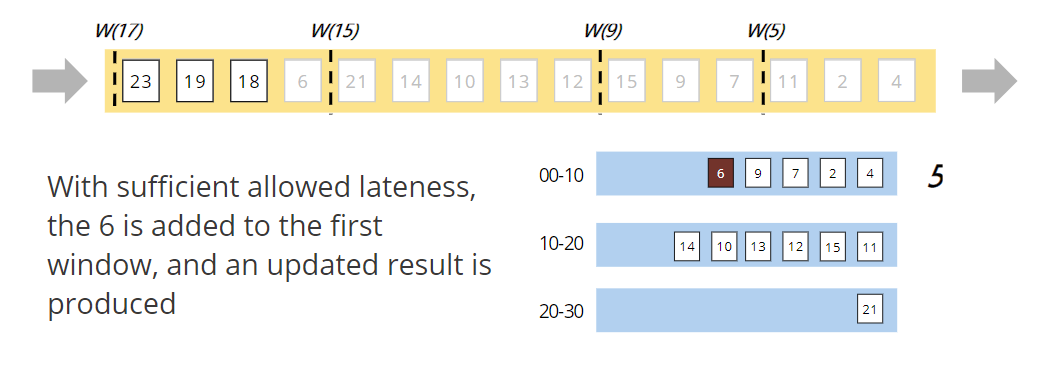 W(17) W(15) W(9) W(5)
23 19 18 6 21 14 10 13 12 15 9 7 11 2 4
With sufficient allowed lateness,
the 6 is added to the first
window, and an updated result is
produced
00-10 6 9 7 2 4 5
10-20 14 10 13 12 15 11
20-30 21